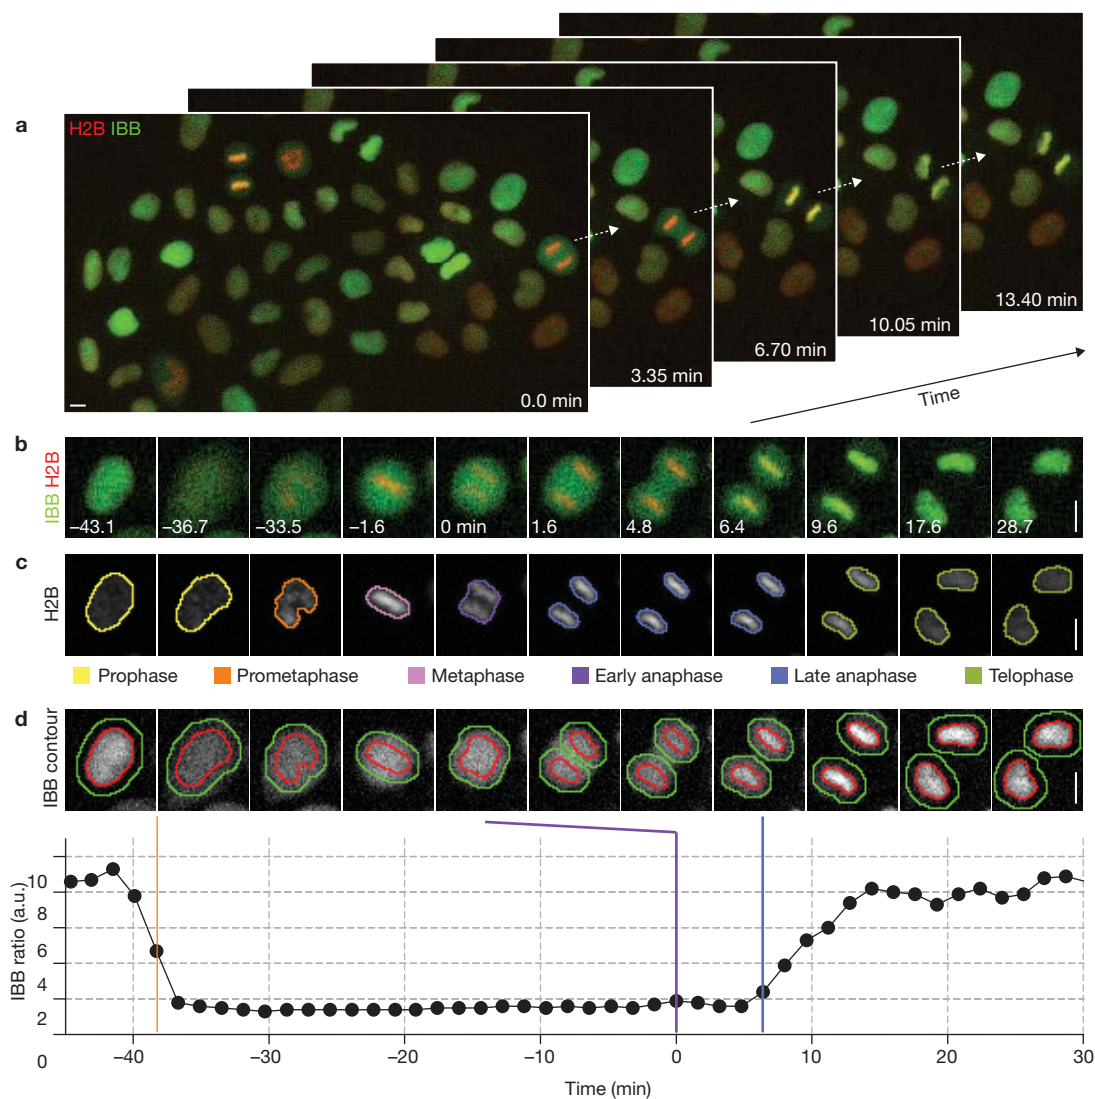 a
H2B IBB
0.0 min
3.35 min
6.70 min
10.05 min
13.40 min
Time
b
IBB H2B
−43.1
−36.7
−33.5
−1.6
0 min
1.6
4.8
6.4
9.6
17.6
28.7
c
H2B
Prophase
Prometaphase
Metaphase
Early anaphase
Late anaphase
Telophase
d
IBB contour
IBB ratio (a.u.)
10
8
6
4
2
0
−40
−30
−20
−10
0
10
20
30
Time (min)